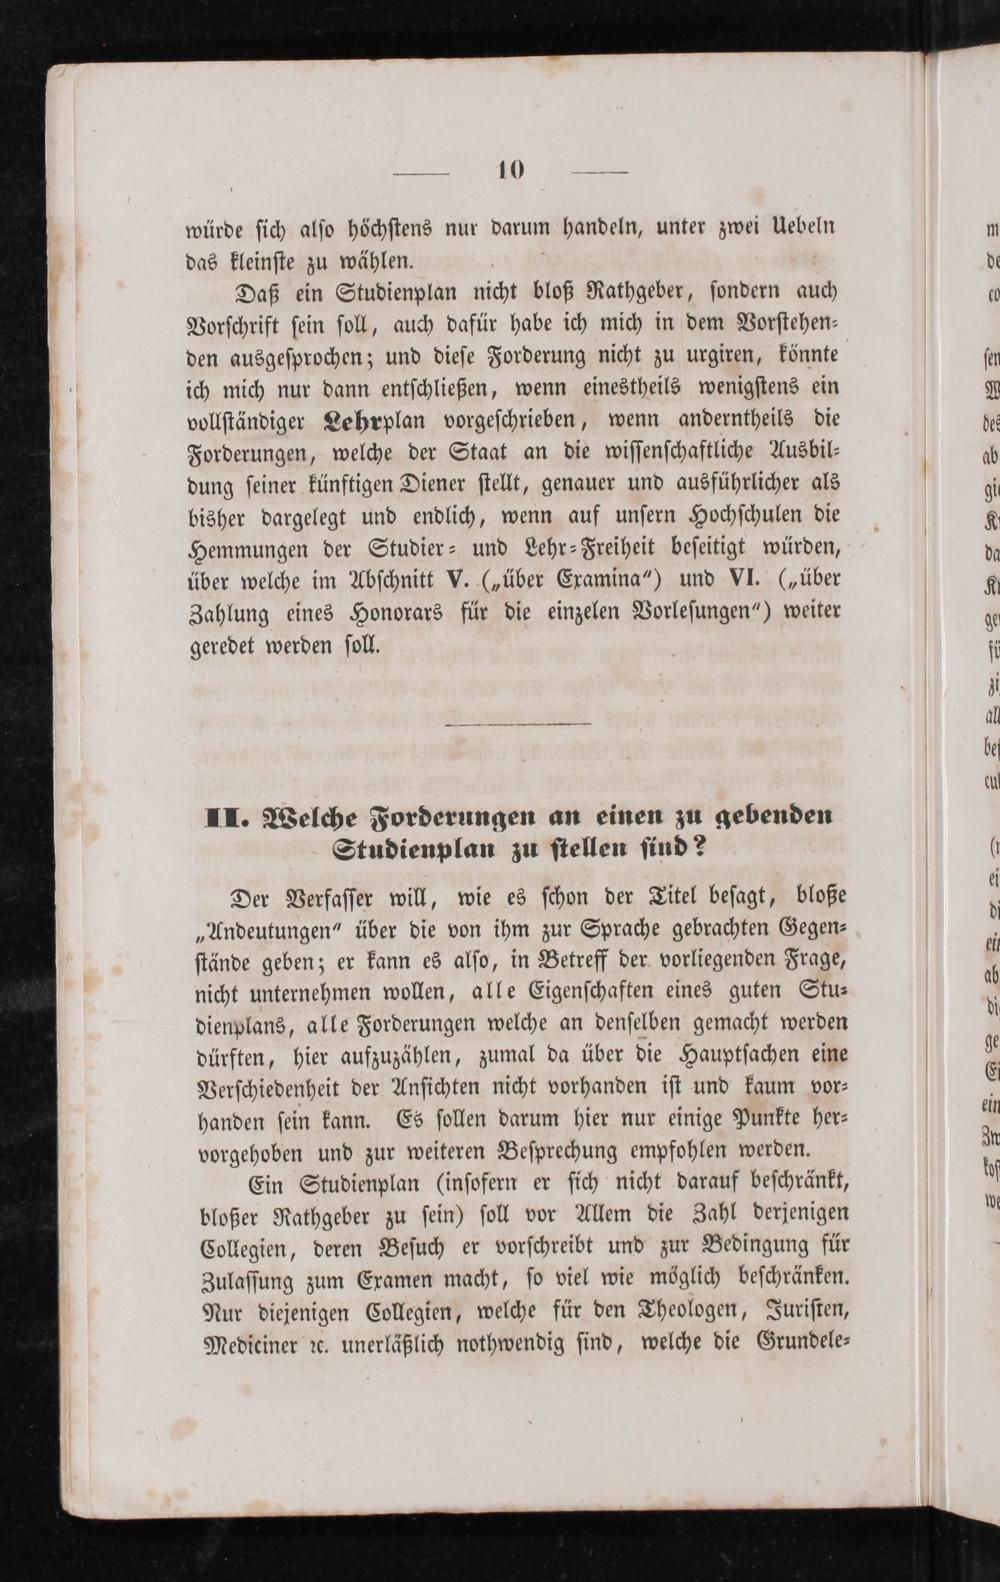 10
würde sich also höchstens nur darum handeln, unter zwei Uebeln
das kleinste zu wählen.
Daß ein Studienplan nicht bloß Rathgeber, sondern auch
Vorschrift sein soll, auch dafür habe ich mich in dem Vorstehen-
den ausgesprochen; und diese Forderung nicht zu urgiren, könnte
ich mich nur dann entschließen, wenn einestheils wenigstens ein
vollständiger Lehrplan vorgeschrieben, wenn anderntheils die
Forderungen, welche der Staat an die wissenschaftliche Ausbil-
dung seiner künftigen Diener stellt, genauer und ausführlicher als
bisher dargelegt und endlich, wenn auf unsern Hochschulen die
Hemmungen der Studier- und Lehr-Freiheit beseitigt würden,
über welche im Abschnitt V. („über Examina“) und VI. („über
Zahlung eines Honorars für die einzelen Vorlesungen“) weiter
geredet werden soll.
II. Welche Forderungen an einen zu gebenden
Studienplan zu stellen sind?
Der Verfasser will, wie es schon der Titel besagt, bloße
„Andeutungen“ über die von ihm zur Sprache gebrachten Gegen-
stände geben; er kann es also, in Betreff der vorliegenden Frage,
nicht unternehmen wollen, alle Eigenschaften eines guten Stu-
dienplans, alle Forderungen welche an denselben gemacht werden
dürften, hier aufzuzählen, zumal da über die Hauptsachen eine
Verschiedenheit der Ansichten nicht vorhanden ist und kaum vor-
handen sein kann. Es sollen darum hier nur einige Punkte her-
vorgehoben und zur weiteren Besprechung empfohlen werden.
Ein Studienplan (insofern er sich nicht darauf beschränkt,
bloßer Rathgeber zu sein) soll vor Allem die Zahl derjenigen
Collegien, deren Besuch er vorschreibt und zur Bedingung für
Zulassung zum Examen macht, so viel wie möglich beschränken.
Nur diejenigen Collegien, welche für den Theologen, Juristen,
Mediciner ꝛc. unerläßlich nothwendig sind, welche die Grundele-